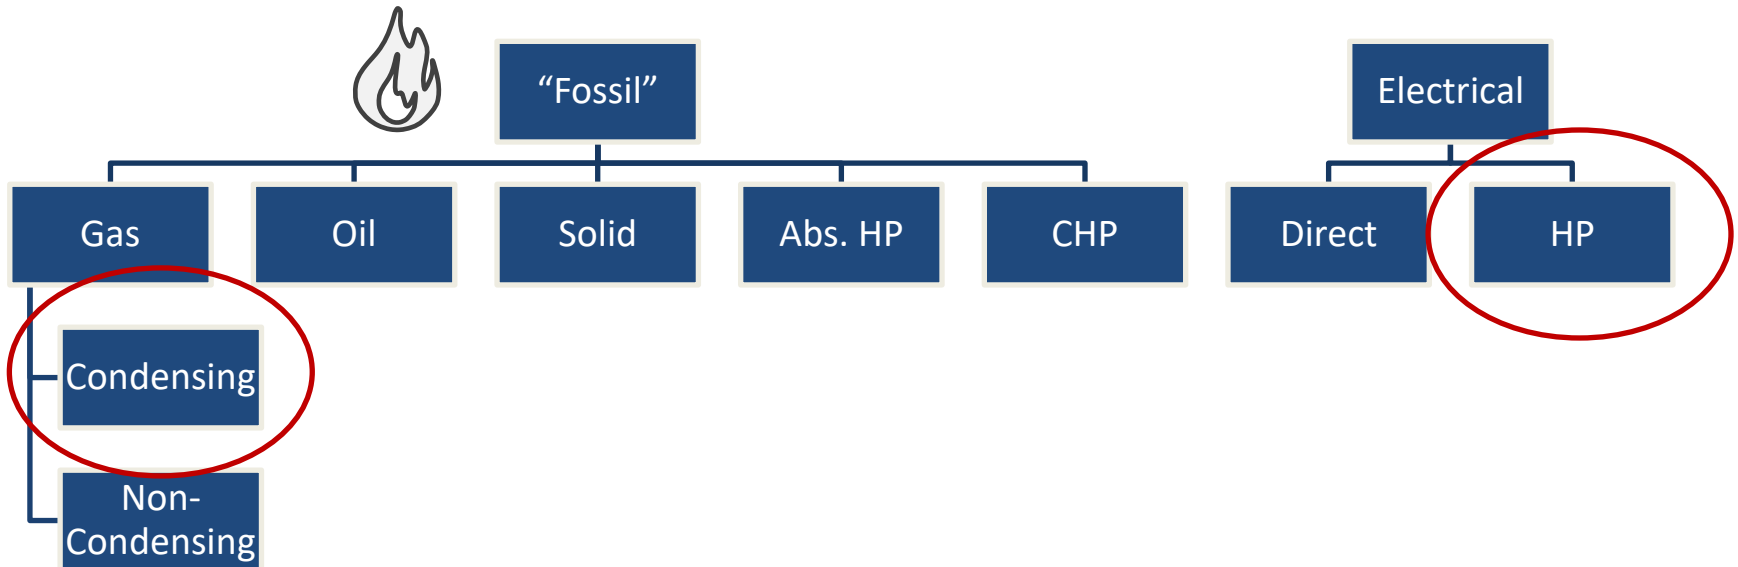 “Fossil”
Electrical
Gas
Oil
Solid
Abs. HP
CHP
Direct
HP
Condensing
Non-
Condensing